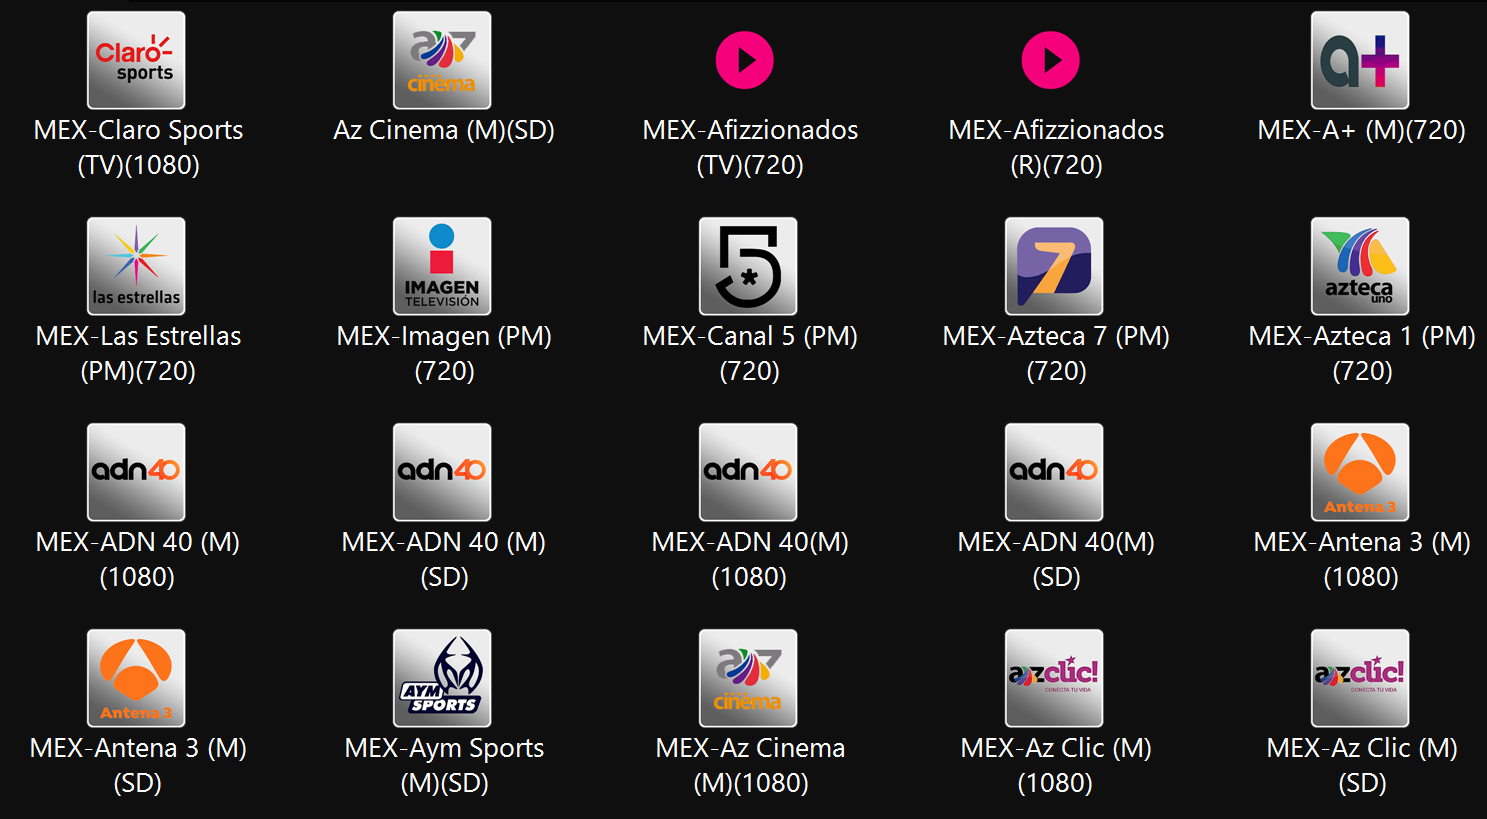 Claro
sports
MEX-Claro Sports
(TV)(1080)
az
cinema
Az Cinema (M)(SD)
MEX-Afizzionados
(TV)(720)
MEX-Afizzionados
(R)(720)
a+
MEX-A+ (M)(720)
las estrellas
MEX-Las Estrellas
(PM)(720)
IMAGEN
TELEVISIÓN
MEX-Imagen (PM)
(720)
5
MEX-Canal 5 (PM)
(720)
7
MEX-Azteca 7 (PM)
(720)
azteca
uno
MEX-Azteca 1 (PM)
(720)
adn40
MEX-ADN 40 (M)
(1080)
adn40
MEX-ADN 40 (M)
(SD)
adn40
MEX-ADN 40(M)
(1080)
adn40
MEX-ADN 40(M)
(SD)
Antena 3
MEX-Antena 3 (M)
(1080)
Antena 3
MEX-Antena 3 (M)
(SD)
AYM
SPORTS
MEX-Aym Sports
(M)(SD)
az
cinema
MEX-Az Cinema
(M)(1080)
azclic!
CONECTA TU VIDA
MEX-Az Clic (M)
(1080)
azclic!
CONECTA TU VIDA
MEX-Az Clic (M)
(SD)